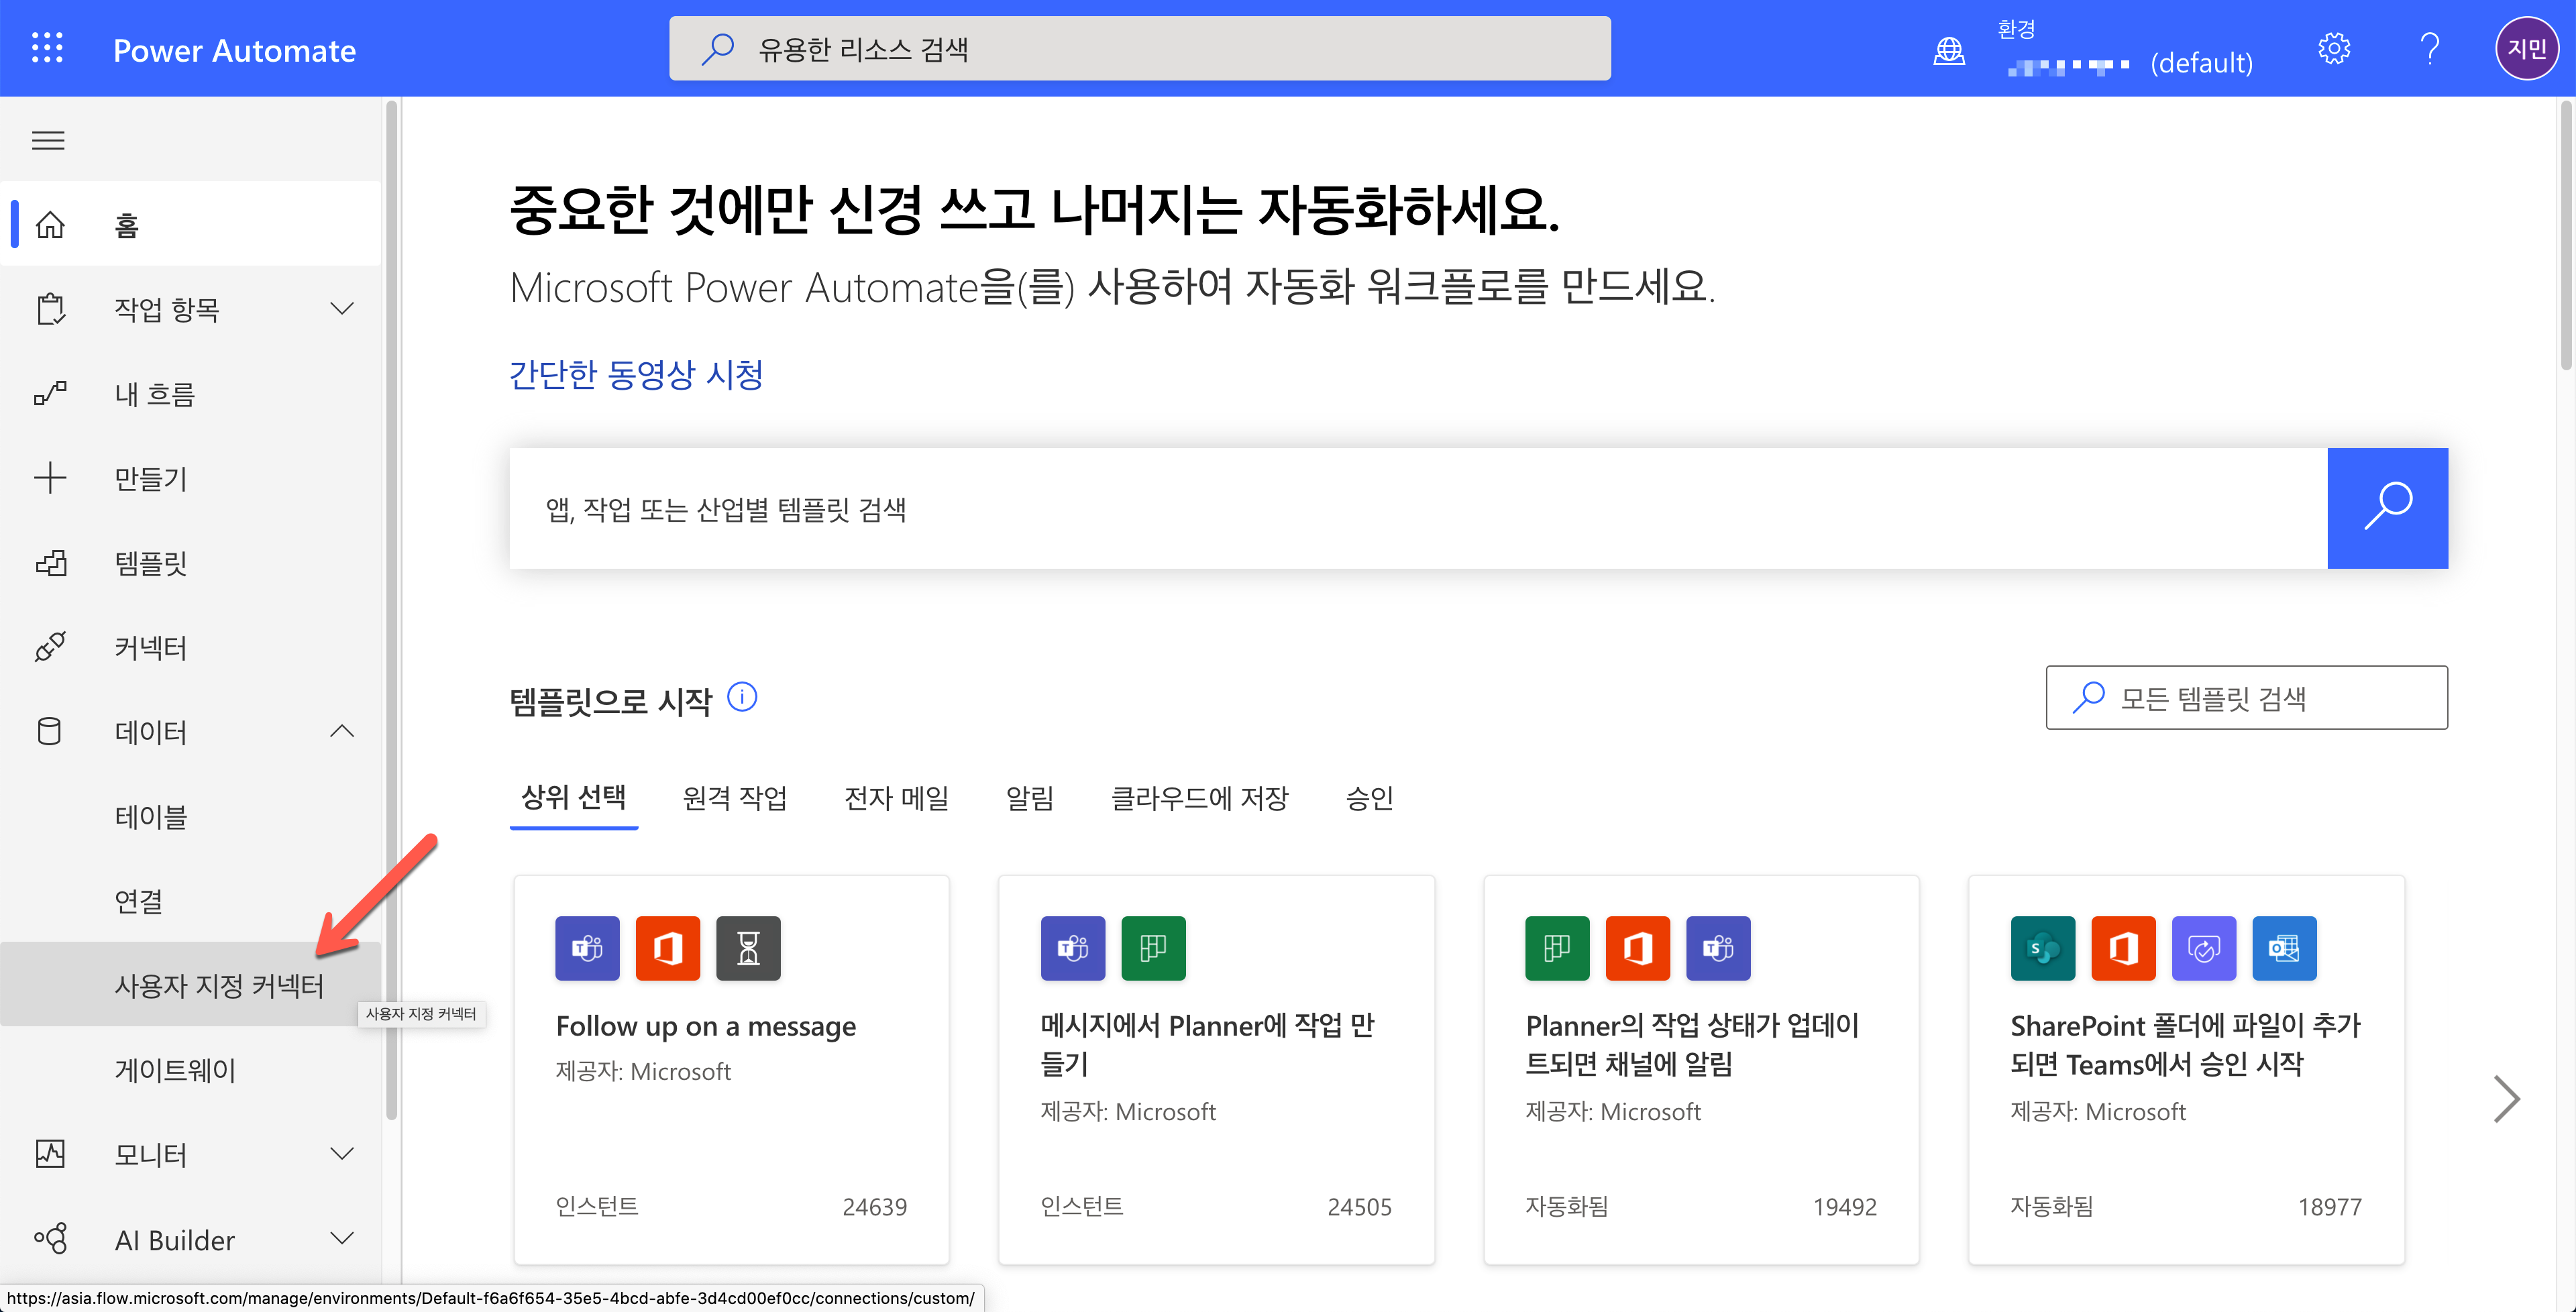 Power Automate
유용한 리소스 검색
환경
(default)
지민
홈
작업 항목
내 흐름
만들기
템플릿
커넥터
데이터
테이블
연결
사용자 지정 커넥터
사용자 지정 커넥터
게이트웨이
모니터
AI Builder
중요한 것에만 신경 쓰고 나머지는 자동화하세요.
Microsoft Power Automate을(를) 사용하여 자동화 워크플로를 만드세요.
간단한 동영상 시청
앱, 작업 또는 산업별 템플릿 검색
템플릿으로 시작
모든 템플릿 검색
상위 선택 원격 작업 전자 메일 알림 클라우드에 저장 승인
Follow up on a message
제공자: Microsoft
인스턴트 24639
메시지에서 Planner에 작업 만
들기
제공자: Microsoft
인스턴트 24505
Planner의 작업 상태가 업데이
트되면 채널에 알림
제공자: Microsoft
자동화됨 19492
SharePoint 폴더에 파일이 추가
되면 Teams에서 승인 시작
제공자: Microsoft
자동화됨 18977
https://asia.flow.microsoft.com/manage/environments/Default-f6a6f654-35e5-4bcd-abfe-3d4cd00ef0cc/connections/custom/